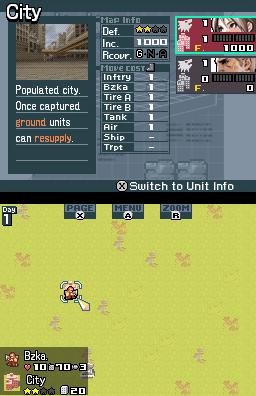 City
Map Info
Def.
Inc. 1000
Rcovr. G·N·A
Move cost
Inftry 1
Bzka 1
Tire A 1
Tire B 1
Tank 1
Air 1
Ship —
Trpt —
Populated city.
Once captured
ground units
can resupply.
1
1
F. 1000
1
0
F. 0
X Switch to Unit Info
Day
1
PAGE
X
MENU
A
ZOOM
R
Bzka.
10 70 3
City
20